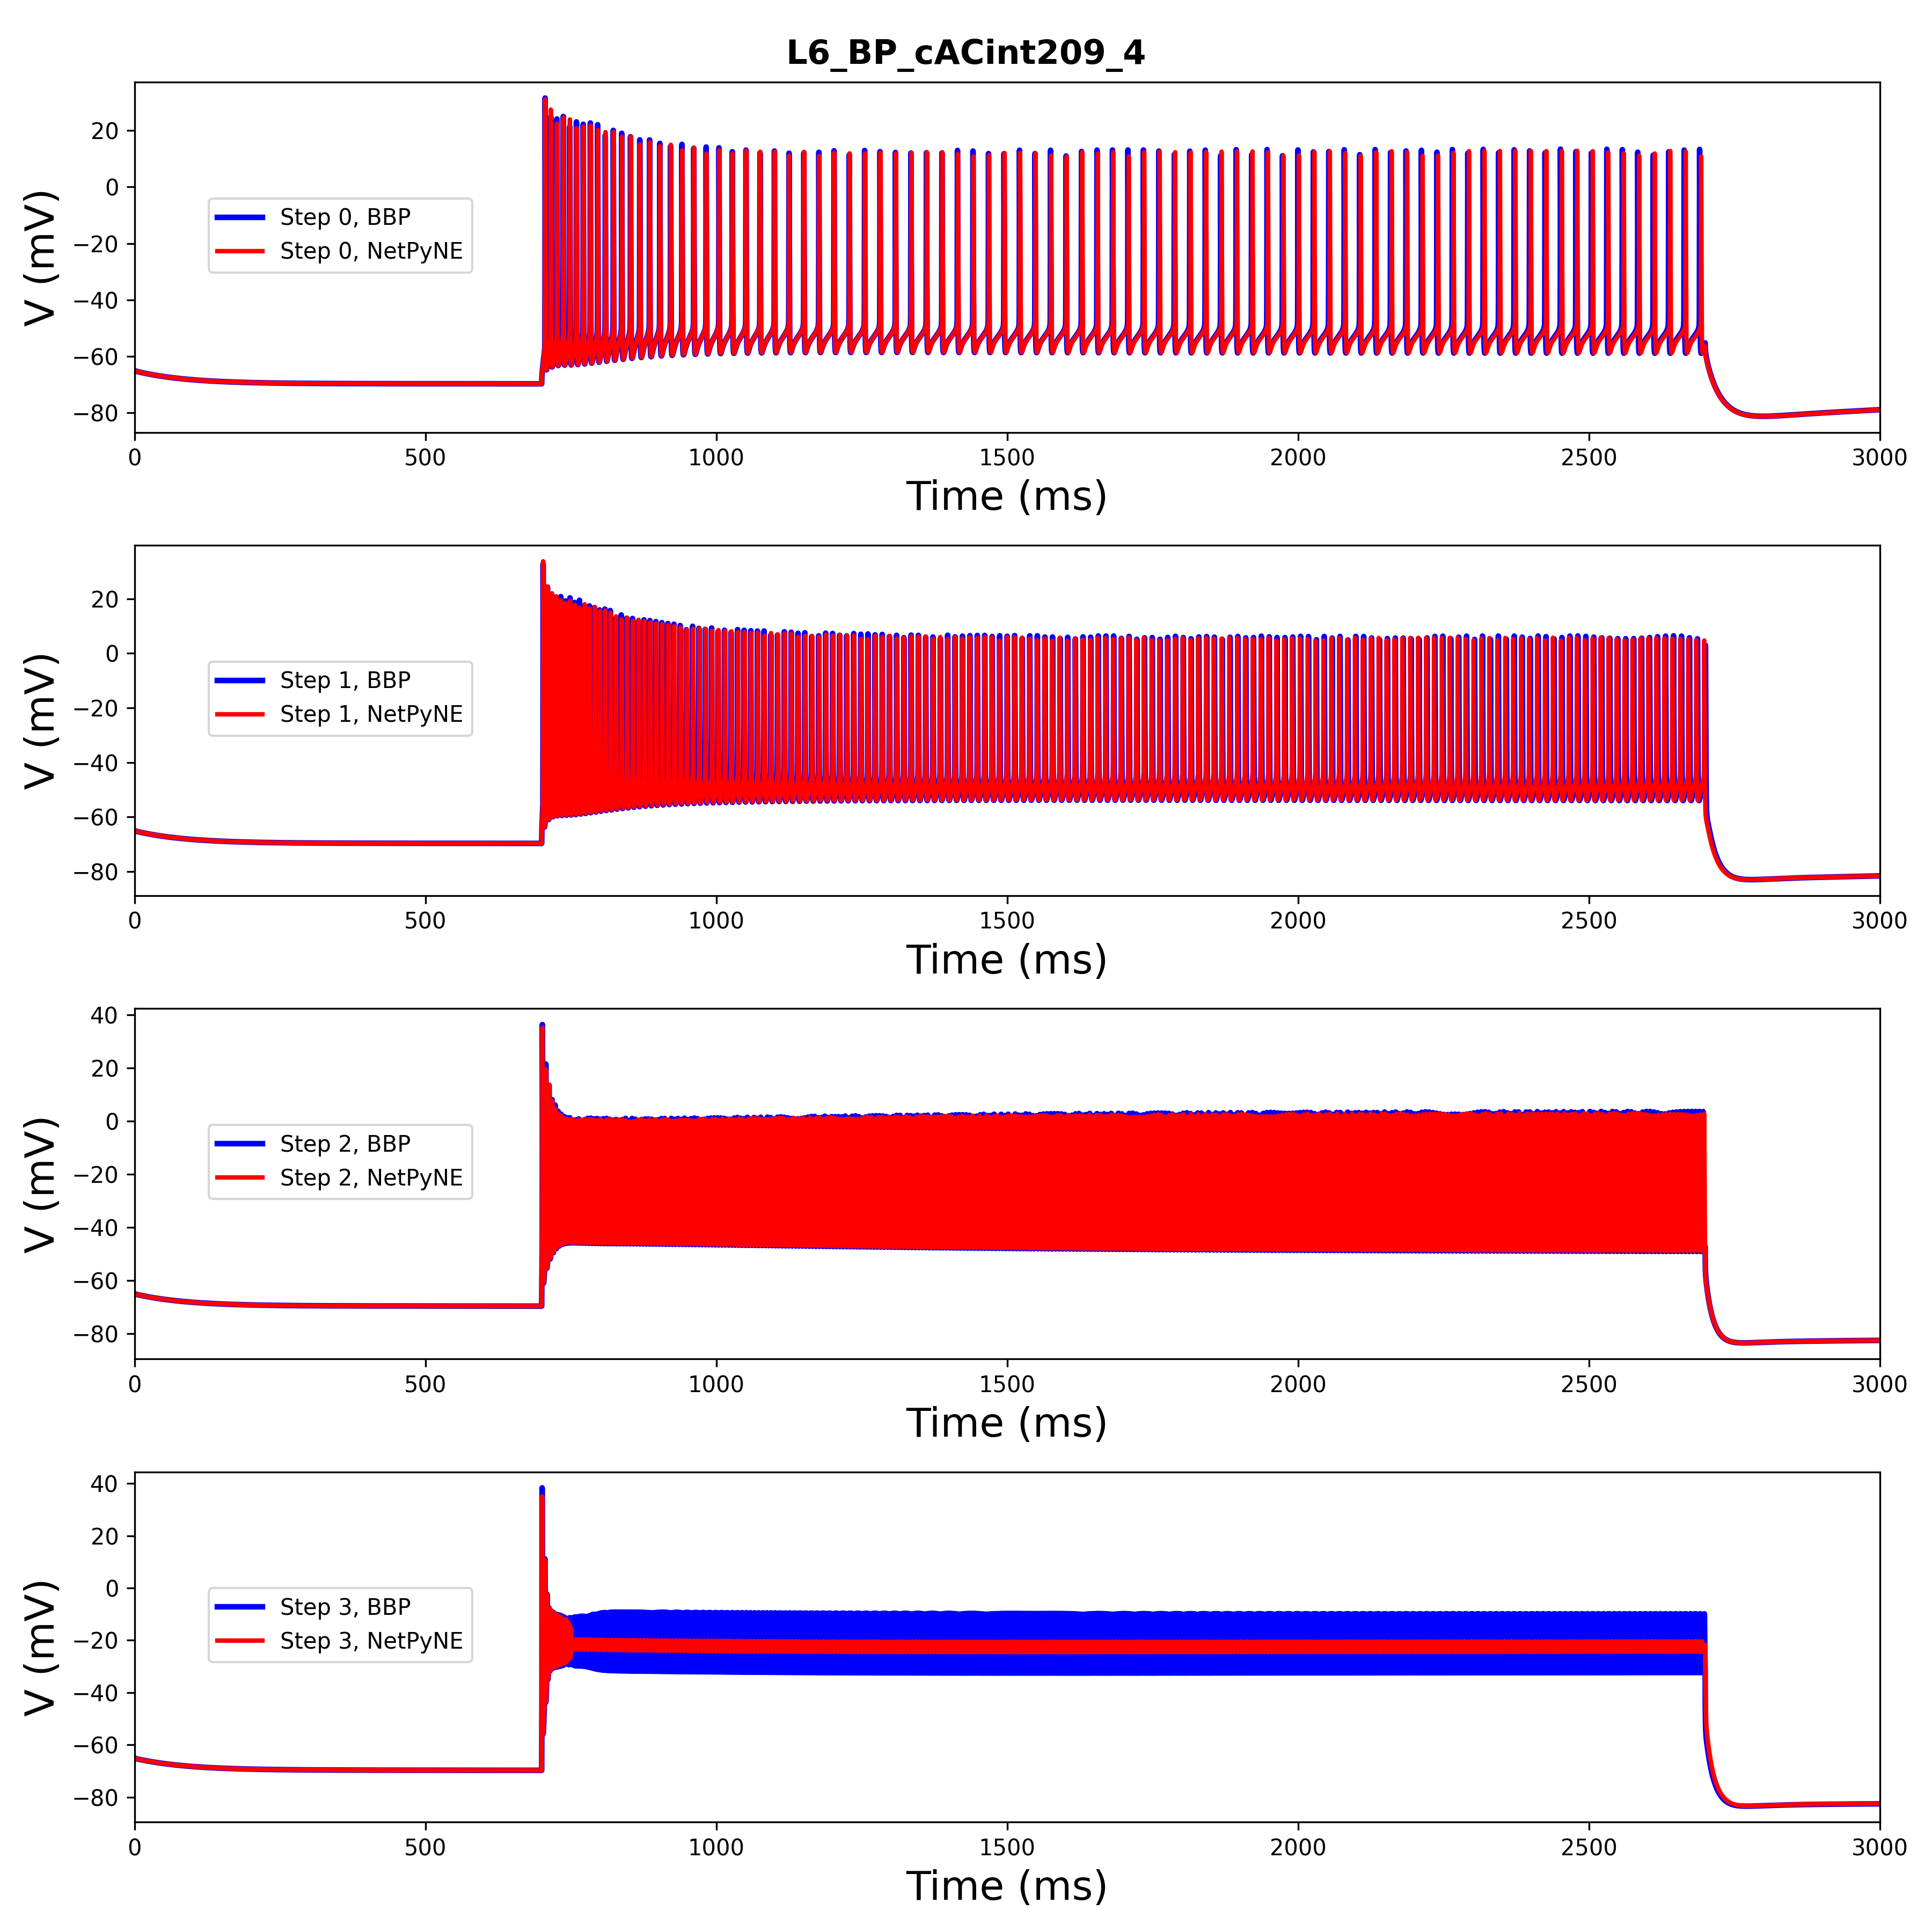 L6_BP_cACint209_4
20
0
−20
−40
−60
−80
V (mV)
Step 0, BBP
Step 0, NetPyNE
0 500 1000 1500 2000 2500 3000
Time (ms)
20
0
−20
−40
−60
−80
V (mV)
Step 1, BBP
Step 1, NetPyNE
0 500 1000 1500 2000 2500 3000
Time (ms)
40
20
0
−20
−40
−60
−80
V (mV)
Step 2, BBP
Step 2, NetPyNE
0 500 1000 1500 2000 2500 3000
Time (ms)
40
20
0
−20
−40
−60
−80
V (mV)
Step 3, BBP
Step 3, NetPyNE
0 500 1000 1500 2000 2500 3000
Time (ms)